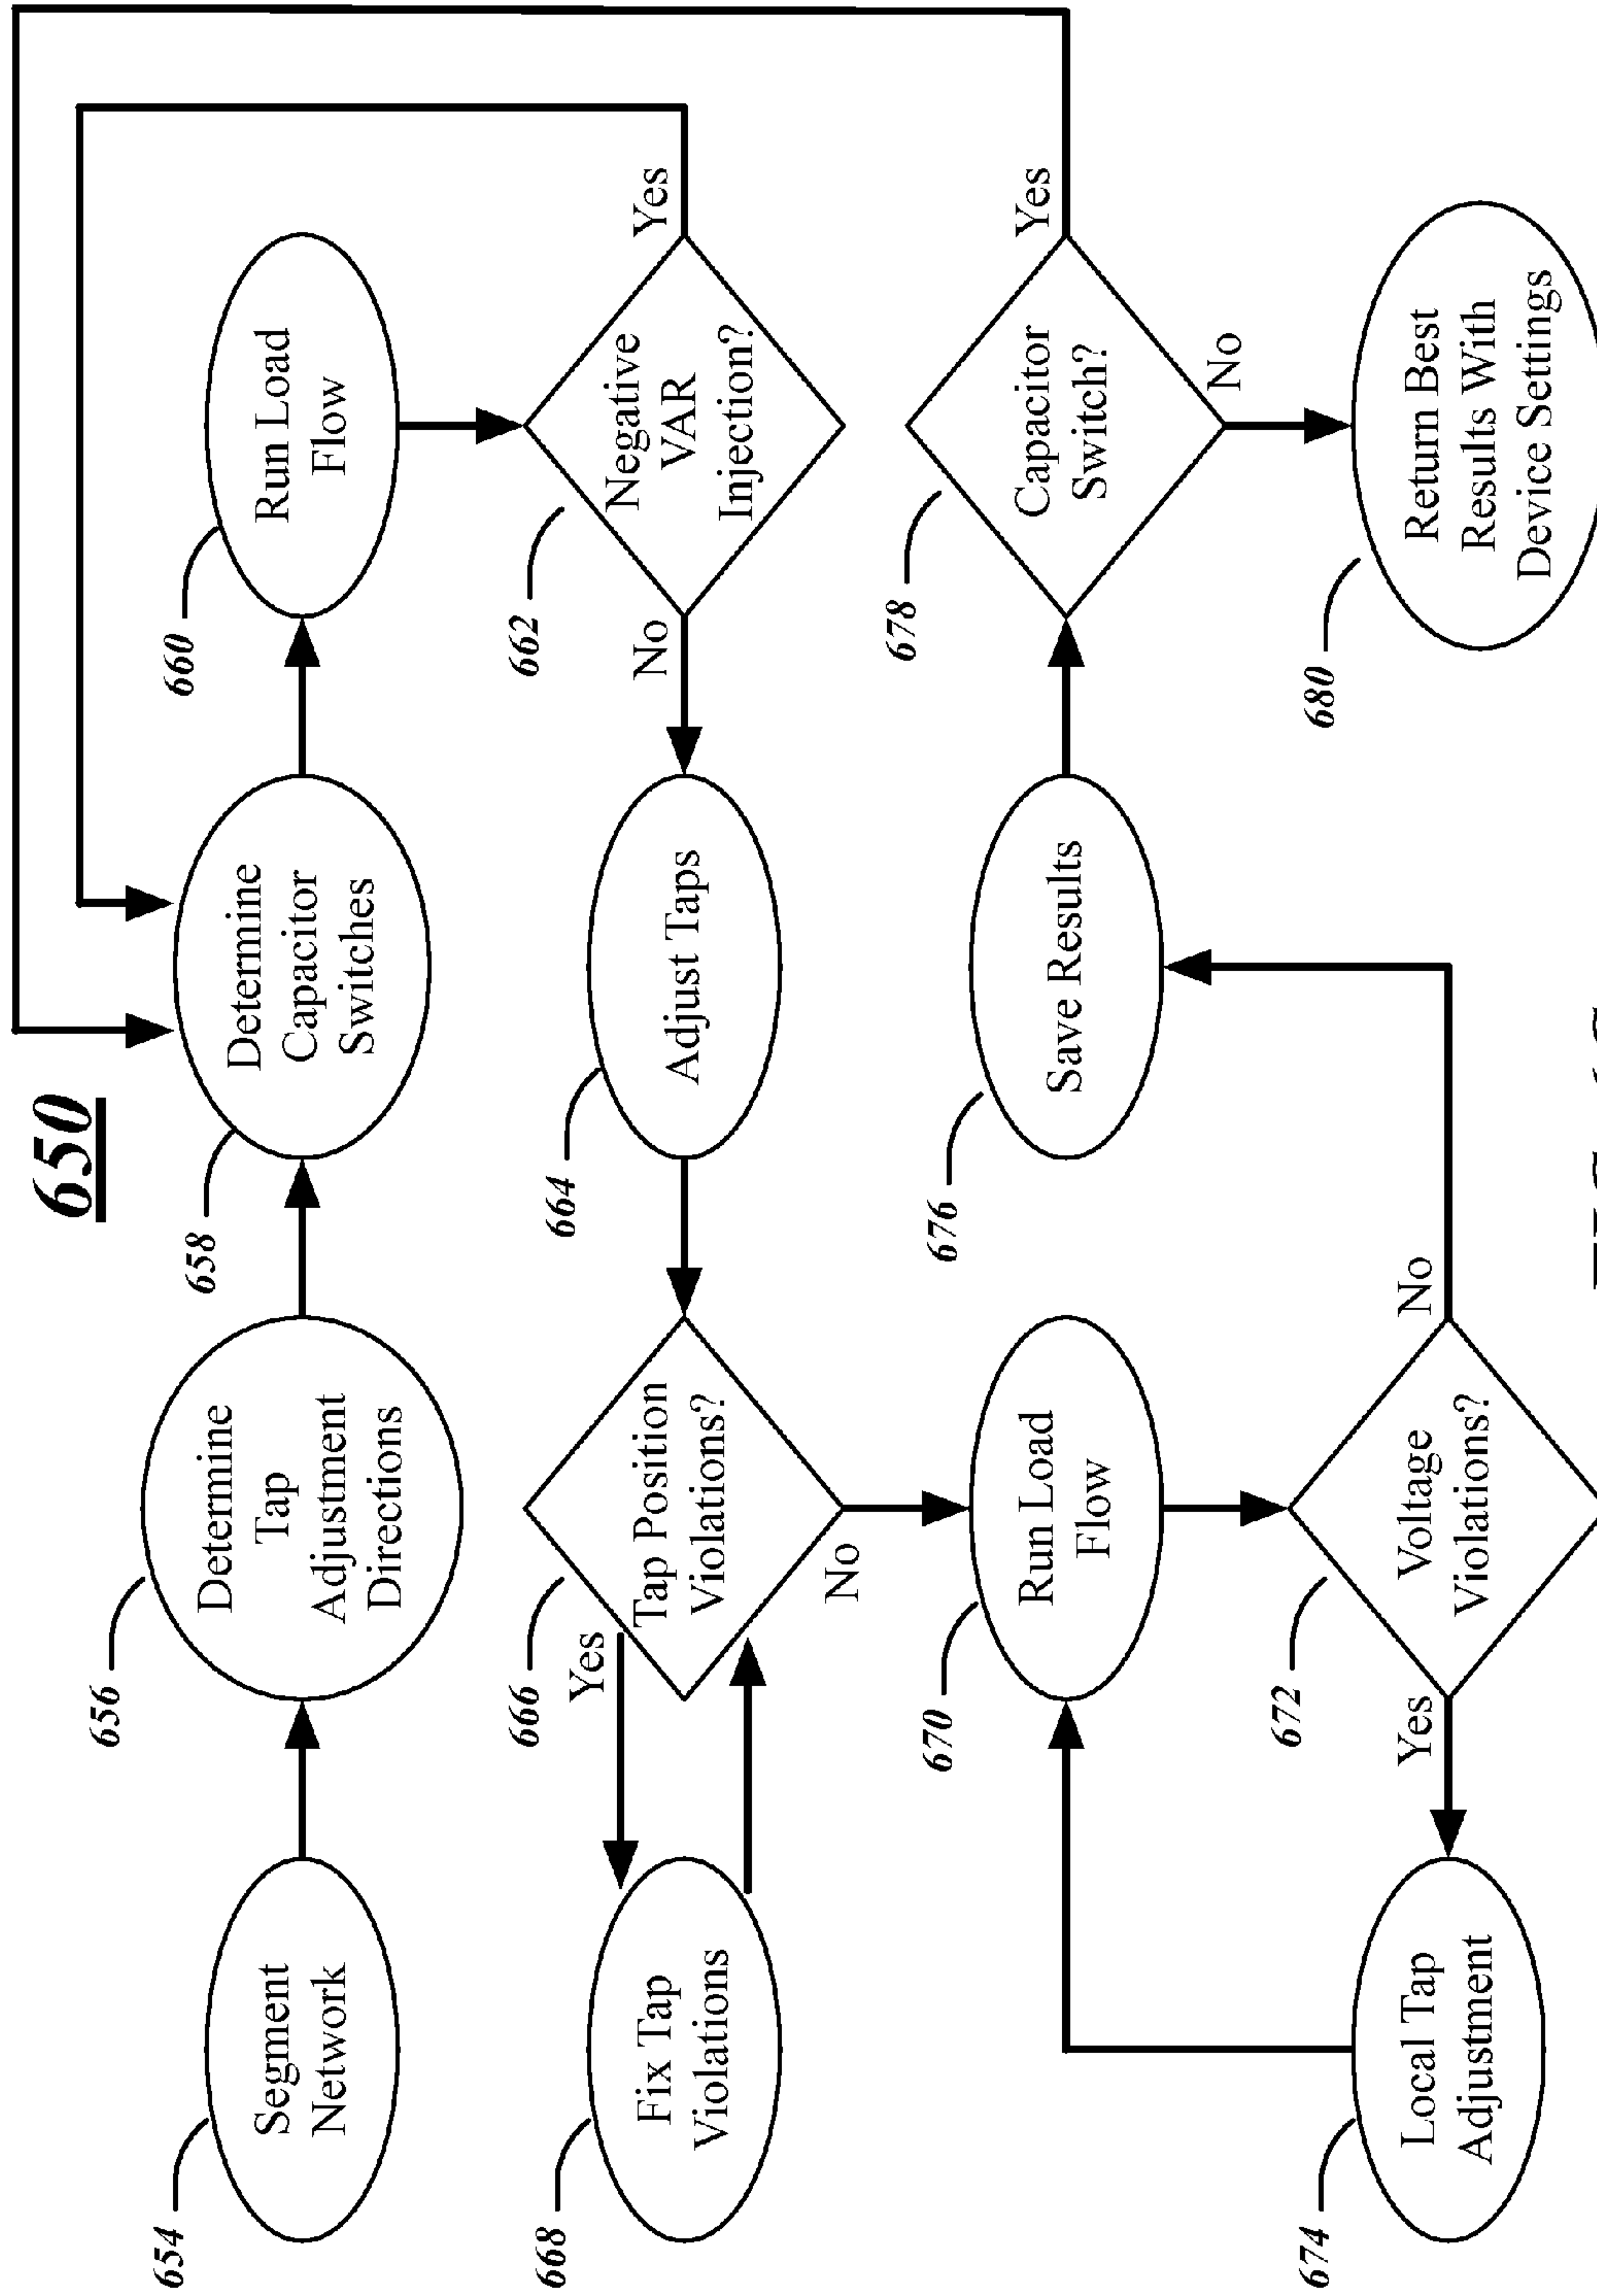 650
654
Segment
Network
656
Determine
Tap
Adjustment
Directions
658
Determine
Capacitor
Switches
660
Run Load
Flow
662
Negative
VAR
Injection?
Yes
No
664
Adjust Taps
666
Tap Position
Violations?
Yes
No
668
Fix Tap
Violations
670
Run Load
Flow
672
Voltage
Violations?
Yes
No
674
Local Tap
Adjustment
676
Save Results
678
Capacitor
Switch?
Yes
No
680
Return Best
Results With
Device Settings